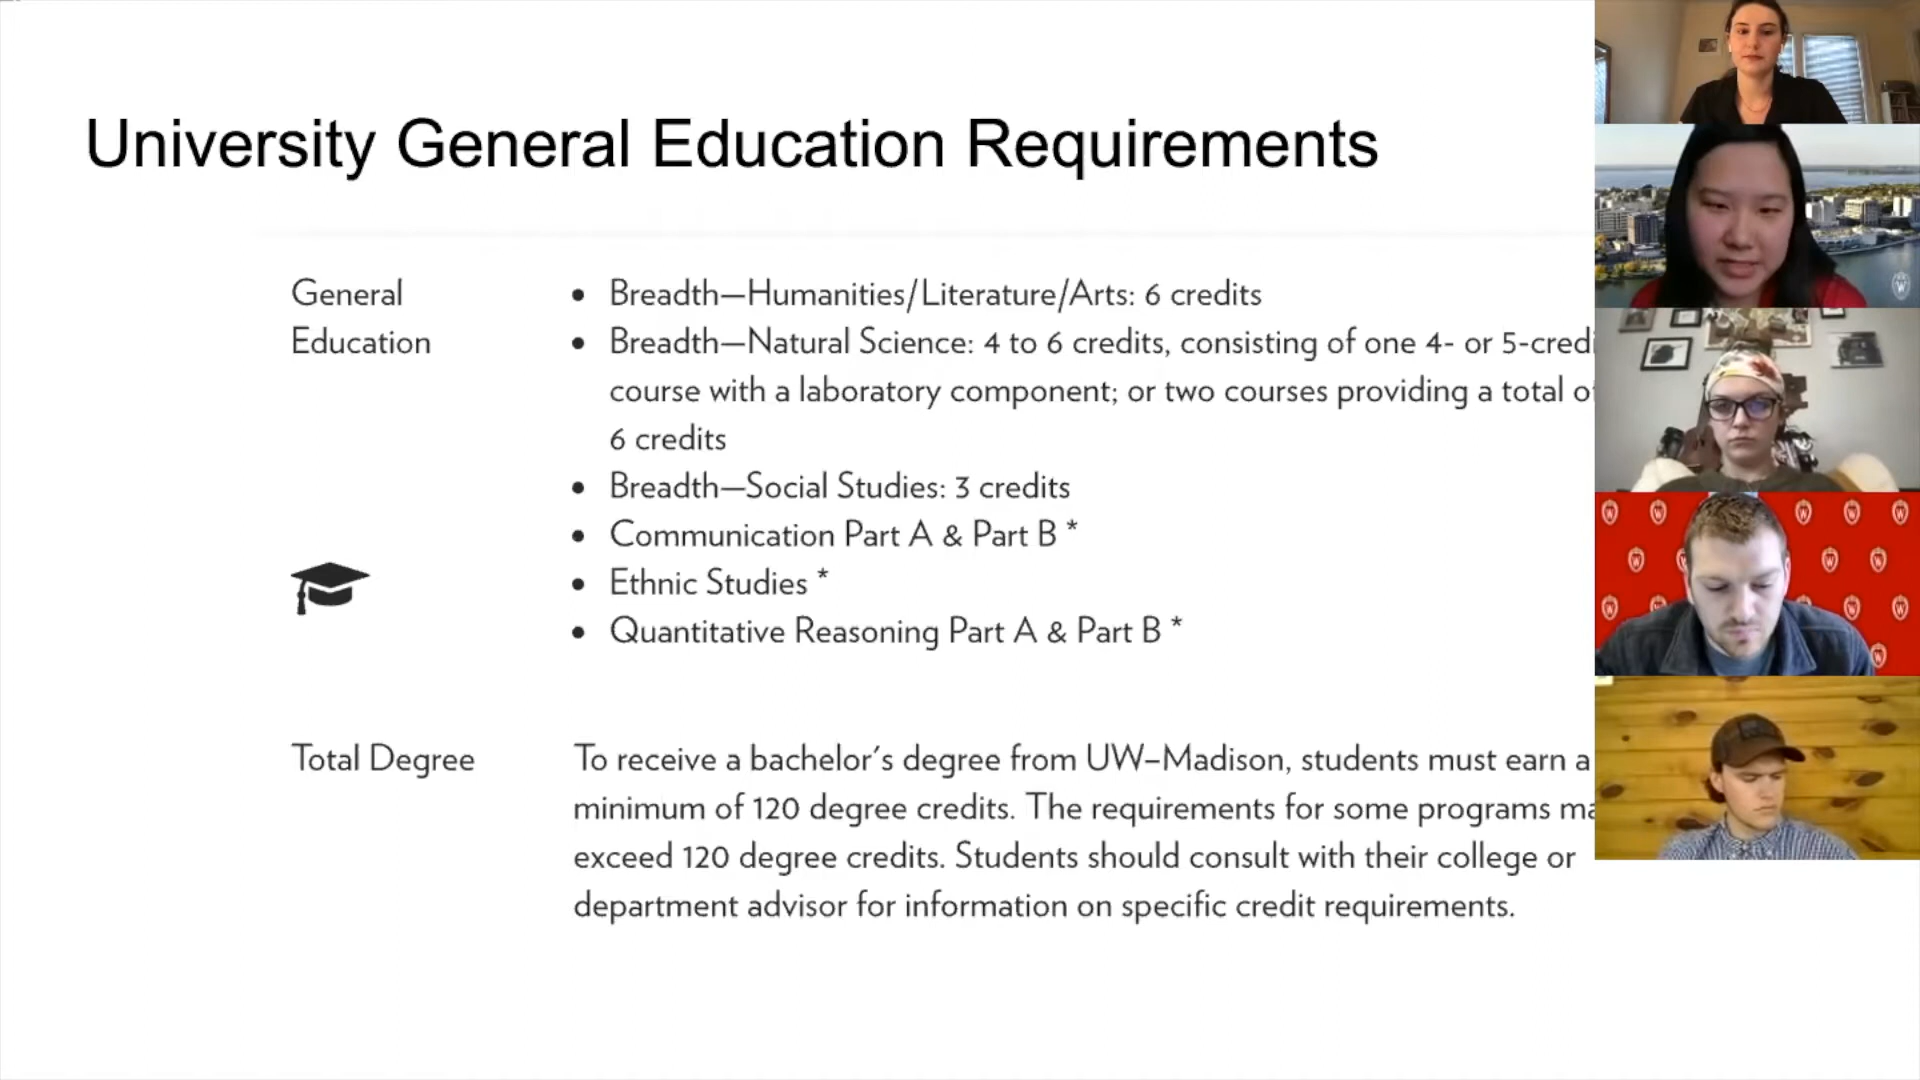 University General Education Requirements
General
Education
• Breadth—Humanities/Literature/Arts: 6 credits
• Breadth—Natural Science: 4 to 6 credits, consisting of one 4- or 5-credi
course with a laboratory component; or two courses providing a total of
6 credits
• Breadth—Social Studies: 3 credits
• Communication Part A & Part B *
• Ethnic Studies *
• Quantitative Reasoning Part A & Part B *
Total Degree
To receive a bachelor's degree from UW–Madison, students must earn a
minimum of 120 degree credits. The requirements for some programs ma
exceed 120 degree credits. Students should consult with their college or
department advisor for information on specific credit requirements.